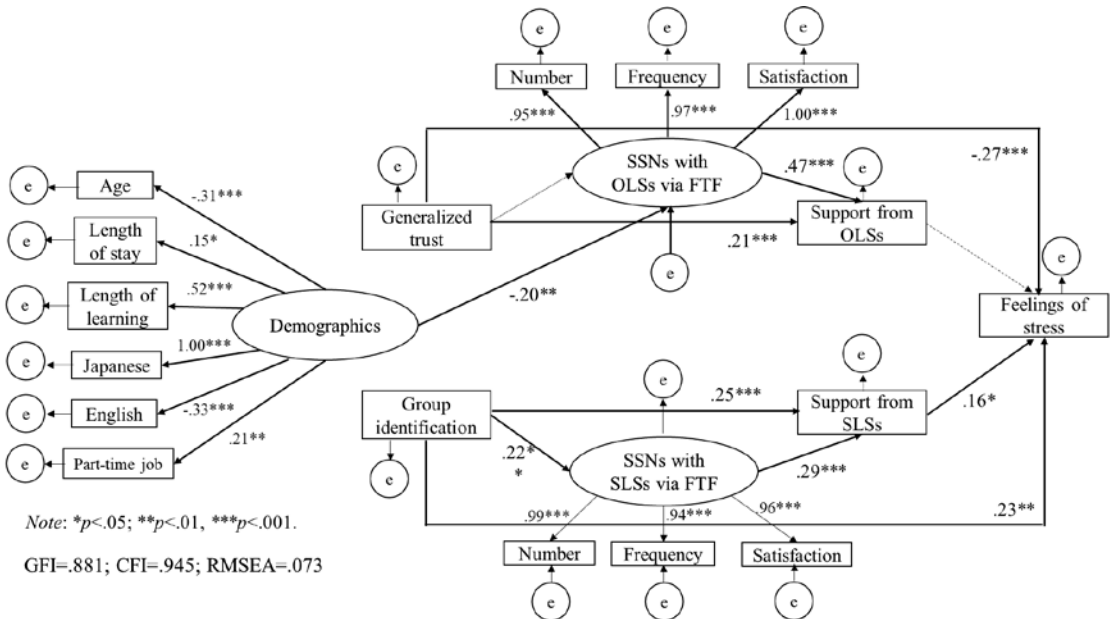 e
e
e
Number
Frequency
Satisfaction
.95***
.97***
1.00***
e
SSNs with
OLSs via FTF
-.27***
.47***
e
e
Age
-.31***
Generalized
trust
Support from
OLSs
.21***
e
Length
of stay
.15*
e
e
-.20**
e
Length of
learning
.52***
Demographics
Feelings of
stress
e
Japanese
1.00***
e
English
-.33***
e
Part-time job
.21**
e
e
Group
identification
.25***
Support from
SLSs
.16*
e
.22*
*
SSNs with
SLSs via FTF
.29***
.23**
.99***
.94***
.96***
Number
Frequency
Satisfaction
e
e
e
Note: *p<.05; **p<.01, ***p<.001.
GFI=.881; CFI=.945; RMSEA=.073